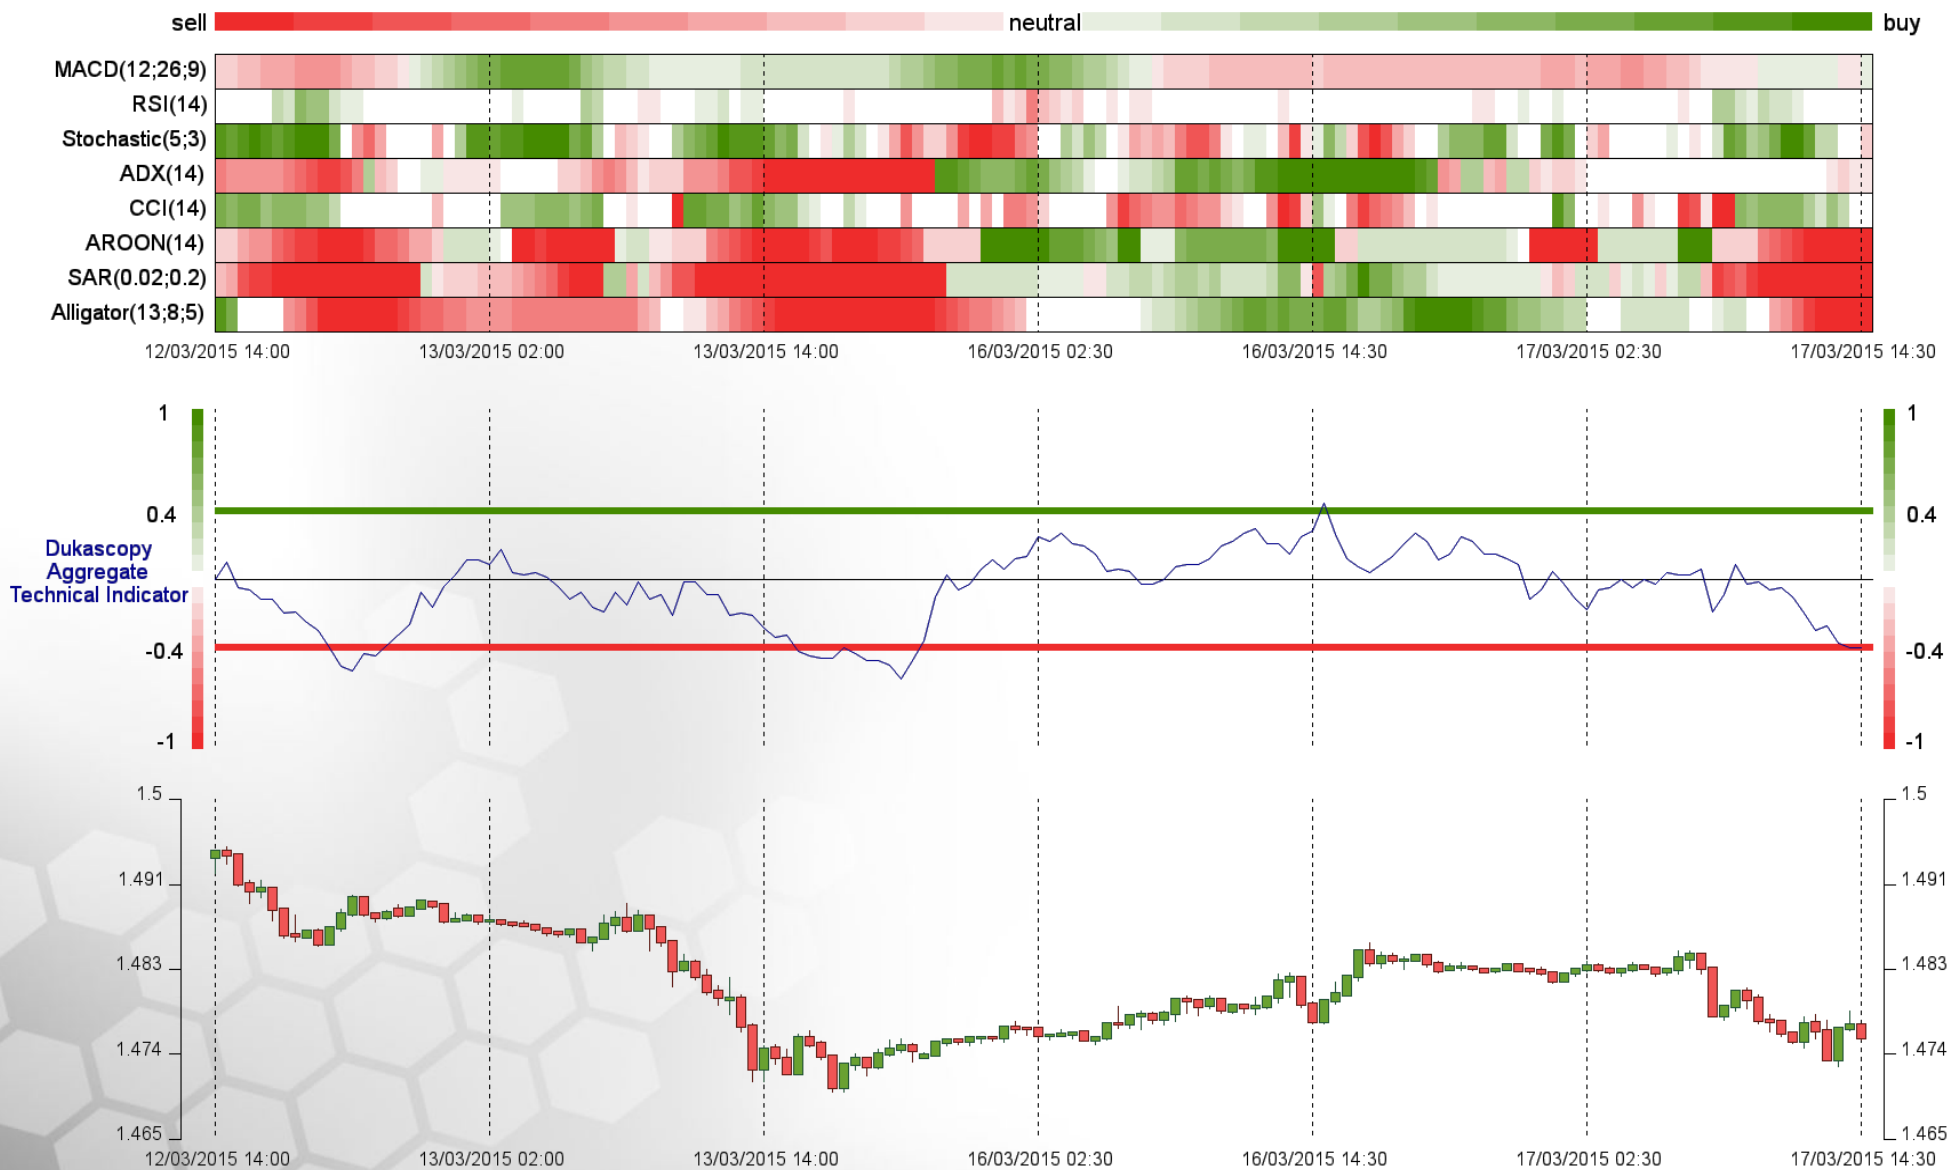 sell neutral buy
MACD(12;26;9)
RSI(14)
Stochastic(5;3)
ADX(14)
CCI(14)
AROON(14)
SAR(0.02;0.2)
Alligator(13;8;5)
12/03/2015 14:00 13/03/2015 02:00 13/03/2015 14:00 16/03/2015 02:30 16/03/2015 14:30 17/03/2015 02:30 17/03/2015 14:30
1 1
0.4 0.4
Dukascopy
Aggregate
Technical Indicator
-0.4 -0.4
-1 -1
1.5 1.5
1.491 1.491
1.483 1.483
1.474 1.474
1.465 1.465
12/03/2015 14:00 13/03/2015 02:00 13/03/2015 14:00 16/03/2015 02:30 16/03/2015 14:30 17/03/2015 02:30 17/03/2015 14:30